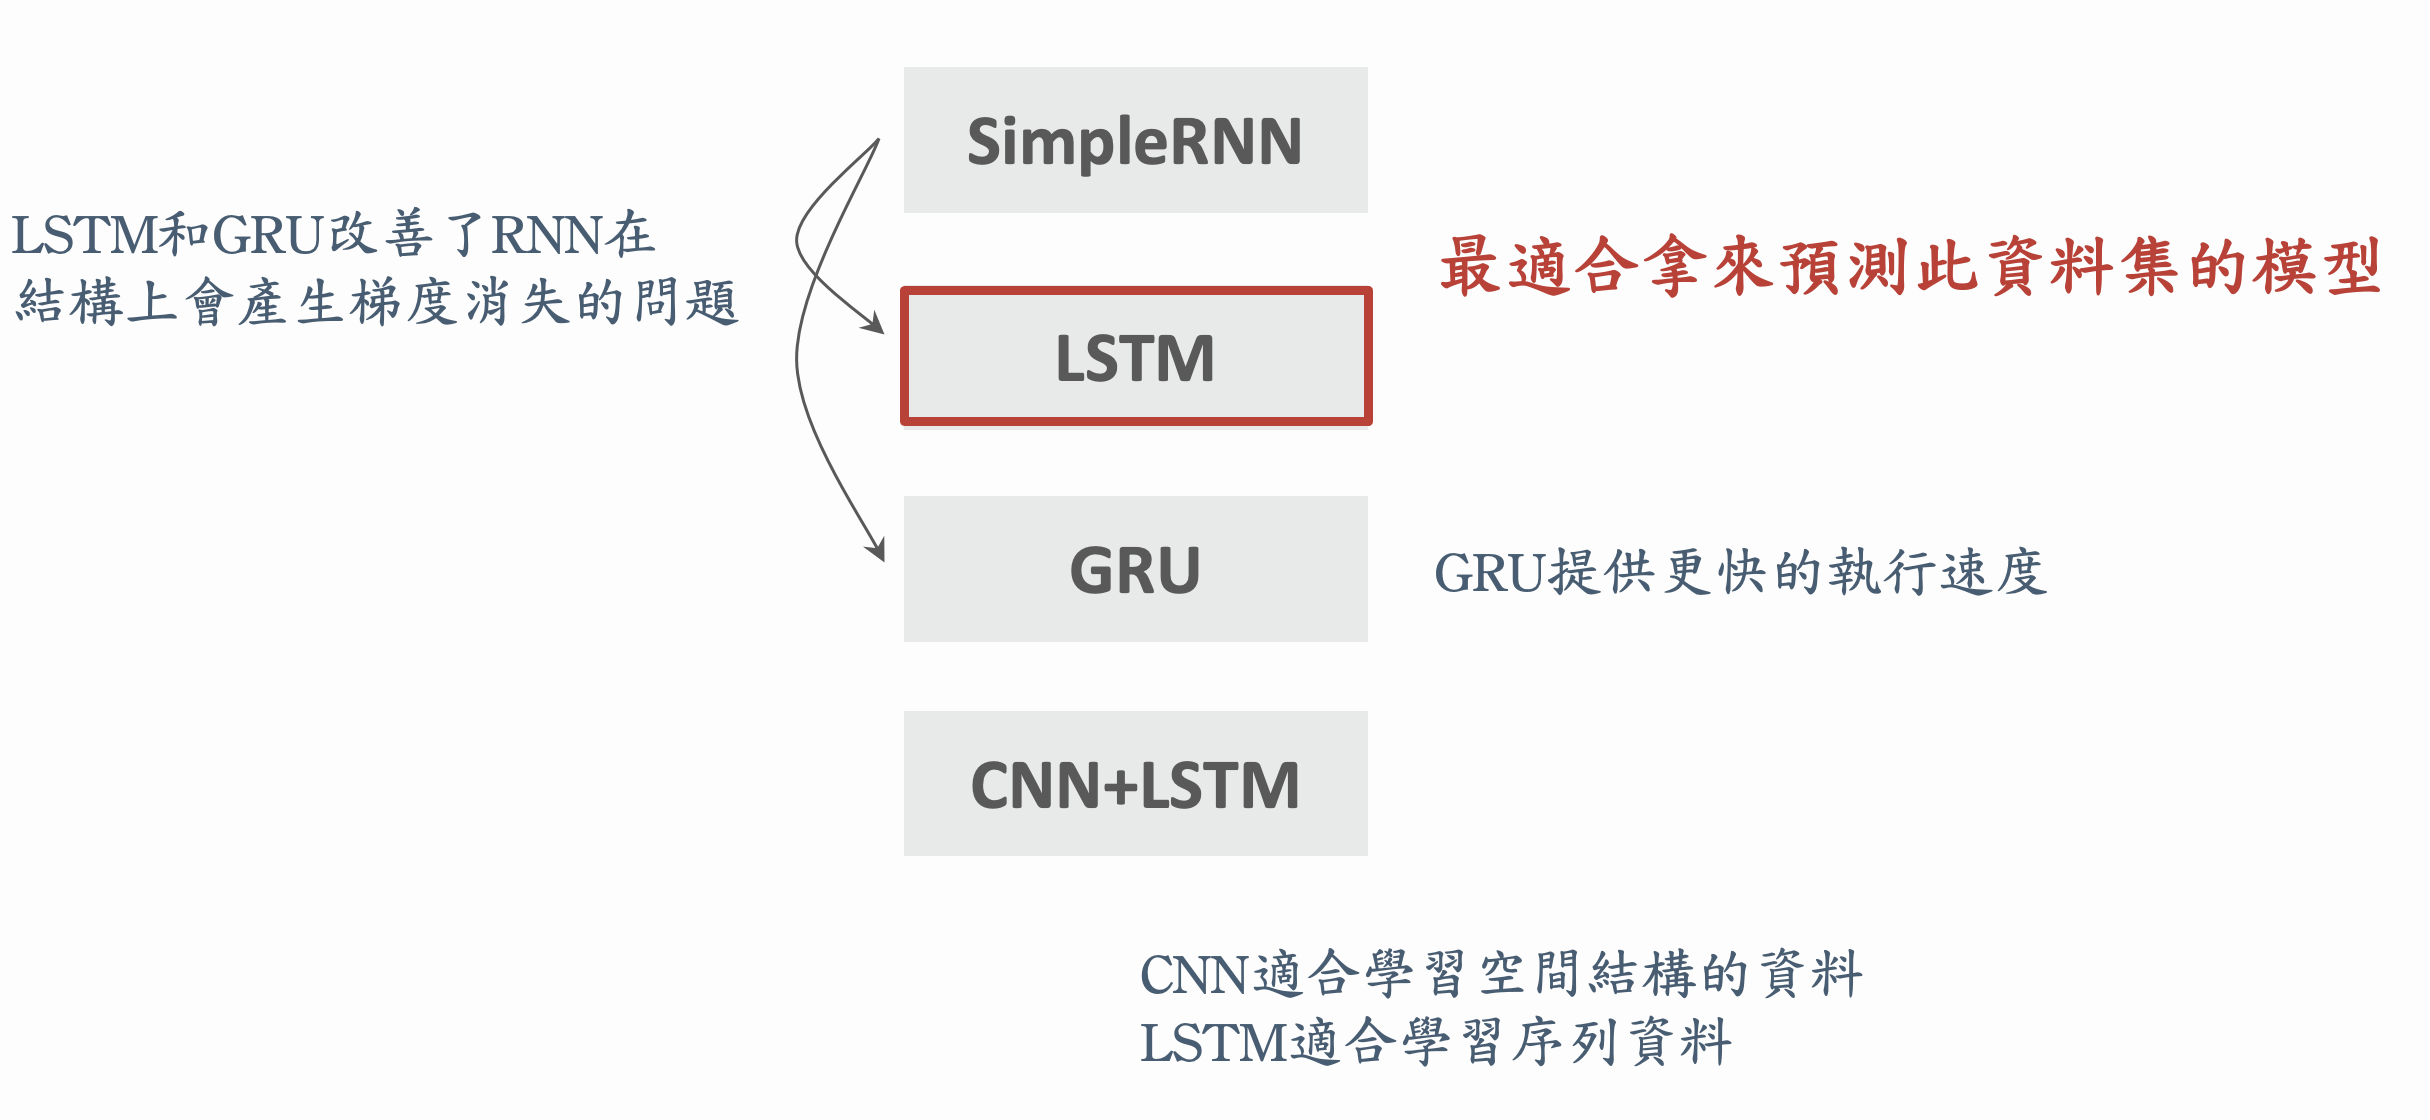 SimpleRNN
LSTM和GRU改善了RNN在
結構上會產生梯度消失的問題
最適合拿來預測此資料集的模型
LSTM
GRU
GRU提供更快的執行速度
CNN+LSTM
CNN適合學習空間結構的資料
LSTM適合學習序列資料